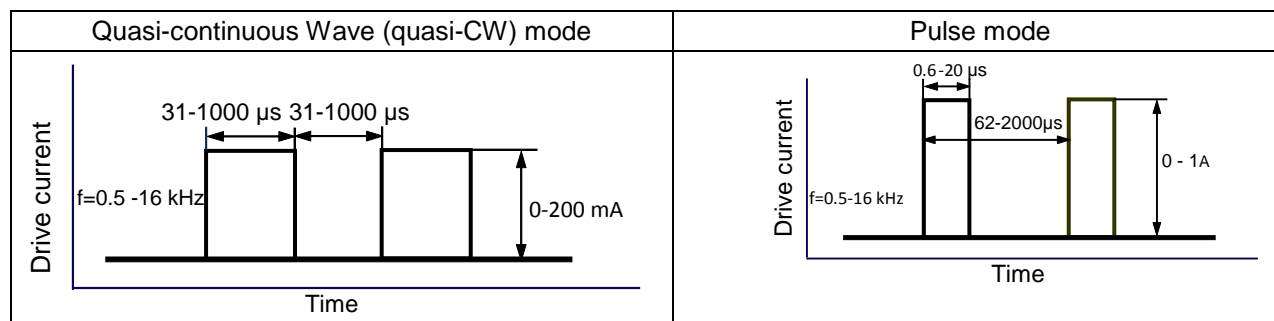 Quasi-continuous Wave (quasi-CW) mode
Drive current
31-1000 µs 31-1000 µs
f=0.5 -16 kHz
0-200 mA
Time
Pulse mode
Drive current
0.6-20 µs
62-2000µs
0 - 1A
f=0.5-16 kHz
Time